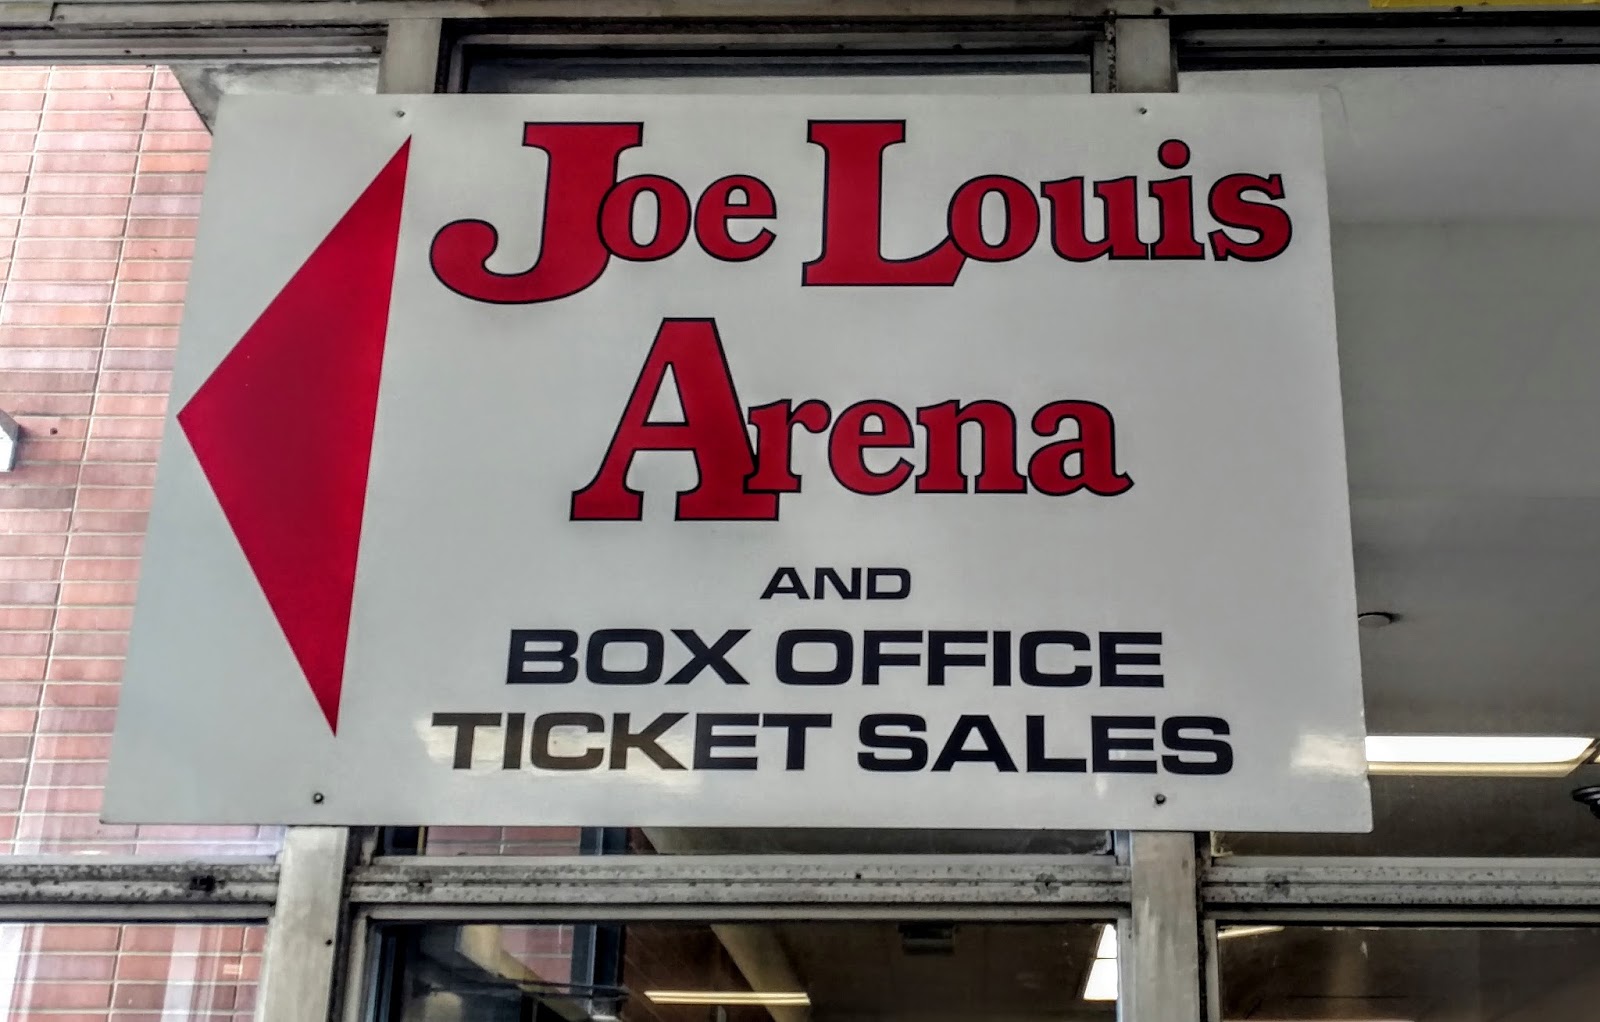 Joe Louis
Arena
AND
BOX OFFICE
TICKET SALES